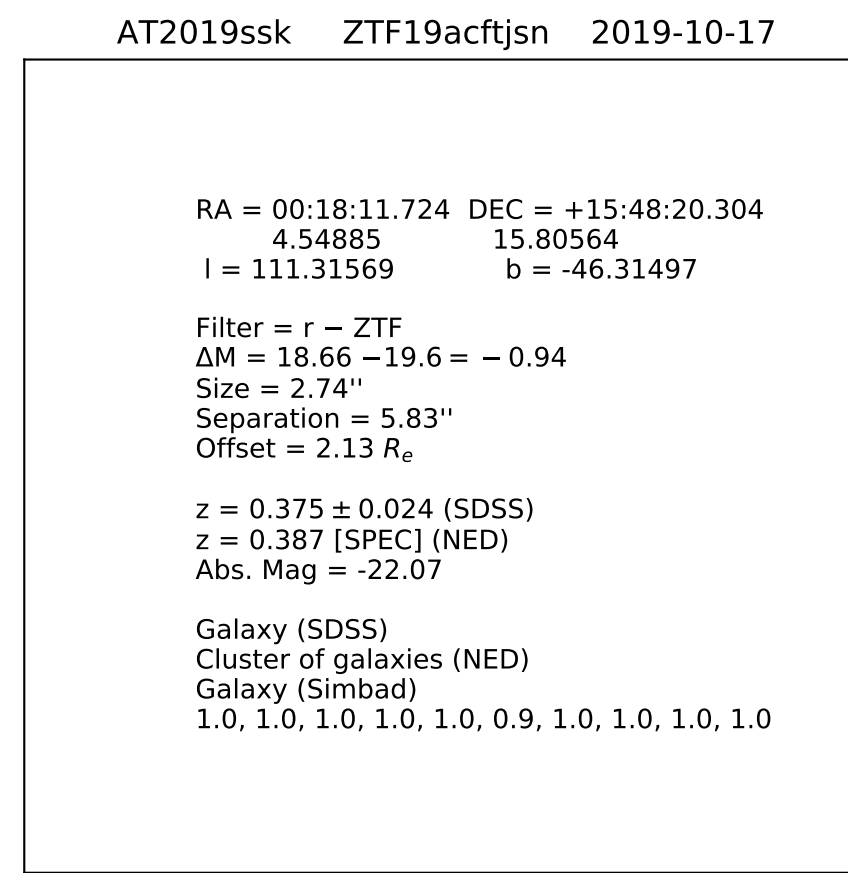 AT2019ssk ZTF19acftjsn 2019-10-17
RA = 00:18:11.724 DEC = +15:48:20.304
4.54885 15.80564
l = 111.31569 b = -46.31497
Filter = r − ZTF
ΔM = 18.66 −19.6 = − 0.94
Size = 2.74''
Separation = 5.83''
Offset = 2.13 Rₑ
z = 0.375 ± 0.024 (SDSS)
z = 0.387 [SPEC] (NED)
Abs. Mag = -22.07
Galaxy (SDSS)
Cluster of galaxies (NED)
Galaxy (Simbad)
1.0, 1.0, 1.0, 1.0, 1.0, 0.9, 1.0, 1.0, 1.0, 1.0